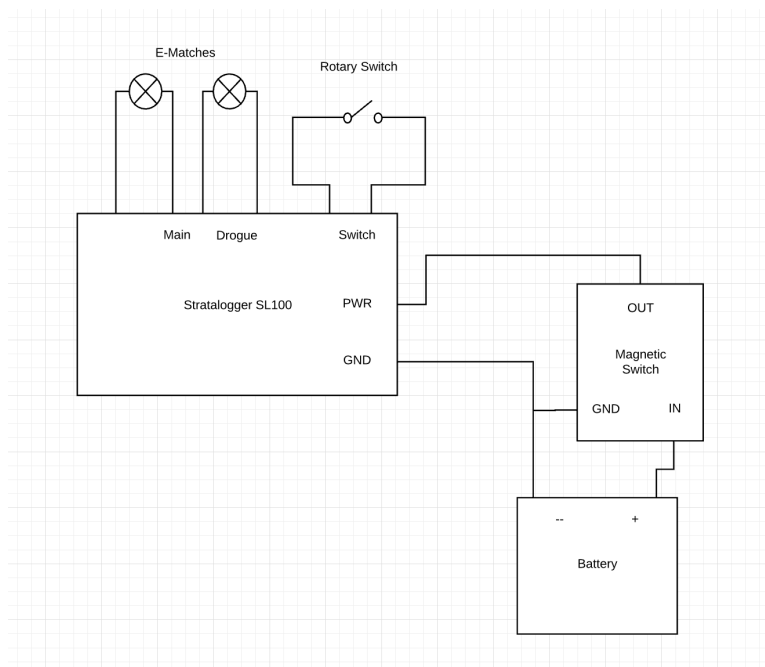 E-Matches
Rotary Switch
Main
Drogue
Switch
Stratalogger SL100
PWR
OUT
Magnetic
Switch
GND
GND
IN
--
+
Battery